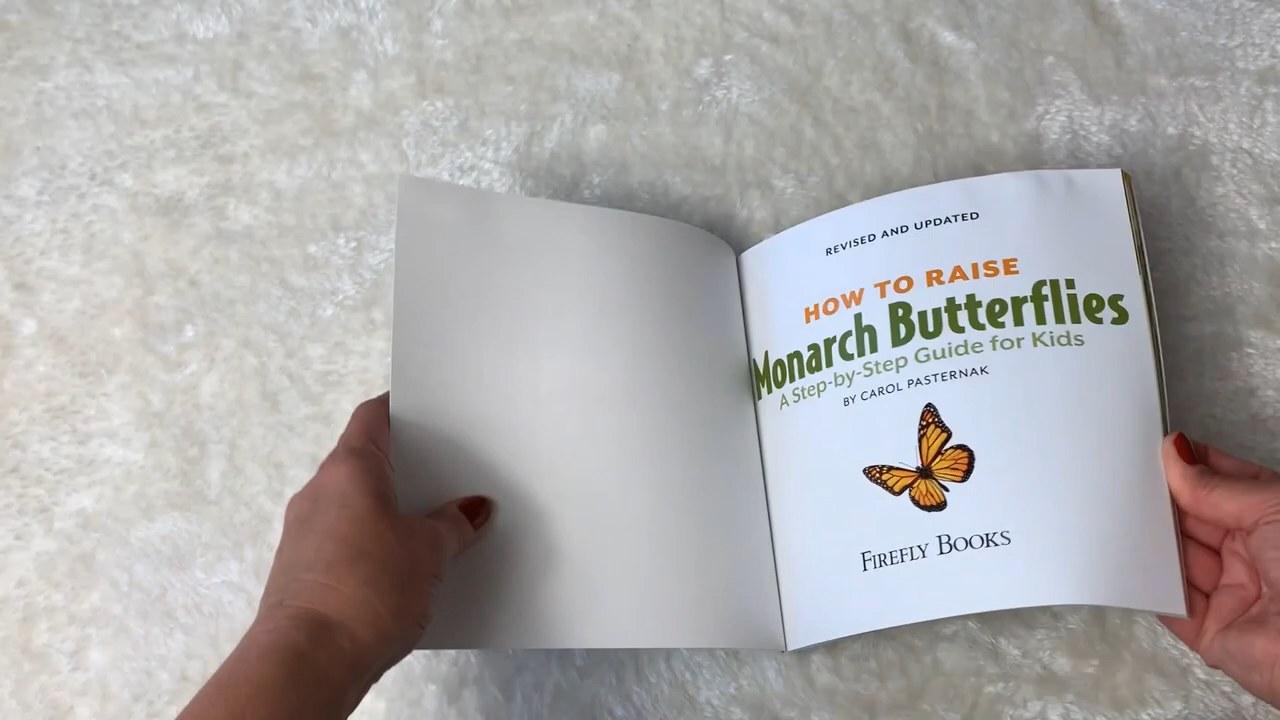 REVISED AND UPDATED
HOW TO RAISE
Monarch Butterflies
A Step-by-Step Guide for Kids
BY CAROL PASTERNAK
FIREFLY BOOKS